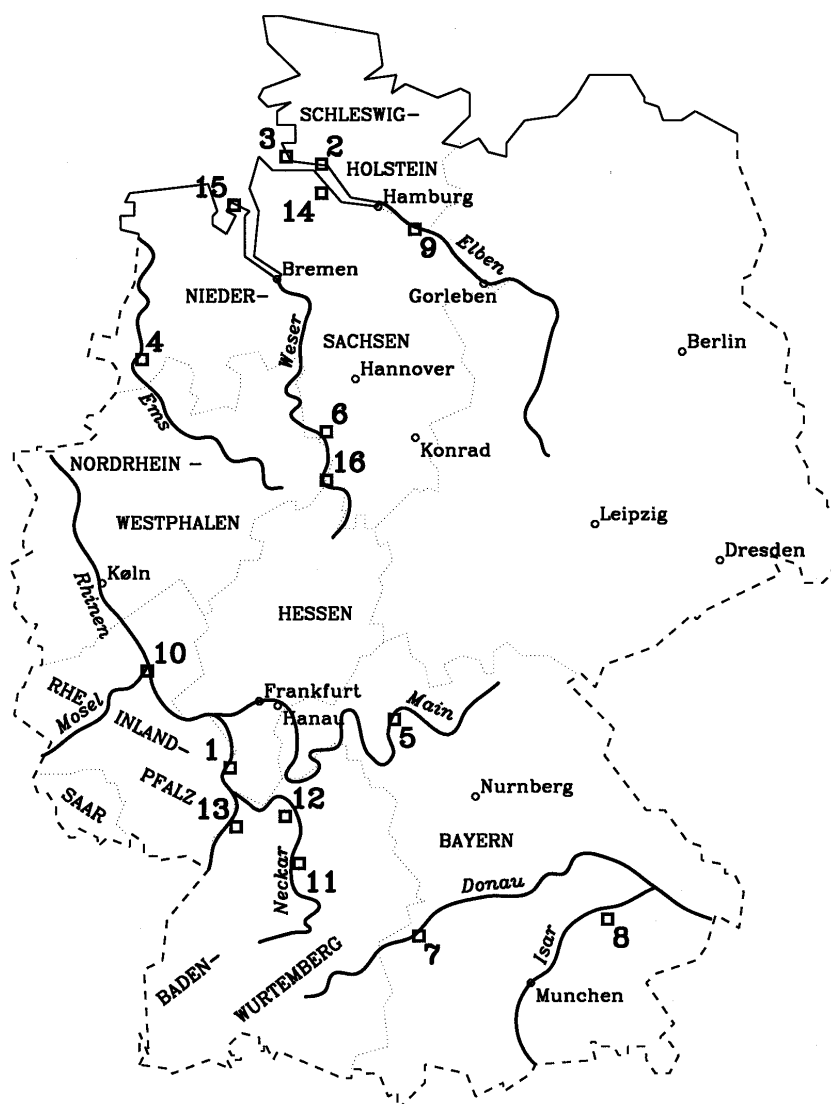 SCHLESWIG-
3
2
HOLSTEIN
15
14
Hamburg
9
Elben
Bremen
NIEDER-
Gorleben
Weser
SACHSEN
Berlin
4
Hannover
Ems
6
Konrad
NORDRHEIN -
16
WESTPHALEN
Leipzig
Dresden
Køln
Rhinen
HESSEN
10
RHE
Mosel
Frankfurt
Hanau
Main
INLAND-
5
1
PFALZ
SAAR
Nurnberg
12
13
BAYERN
Neckar
11
Donau
7
8
Isar
BADEN-
WURTEMBERG
Munchen